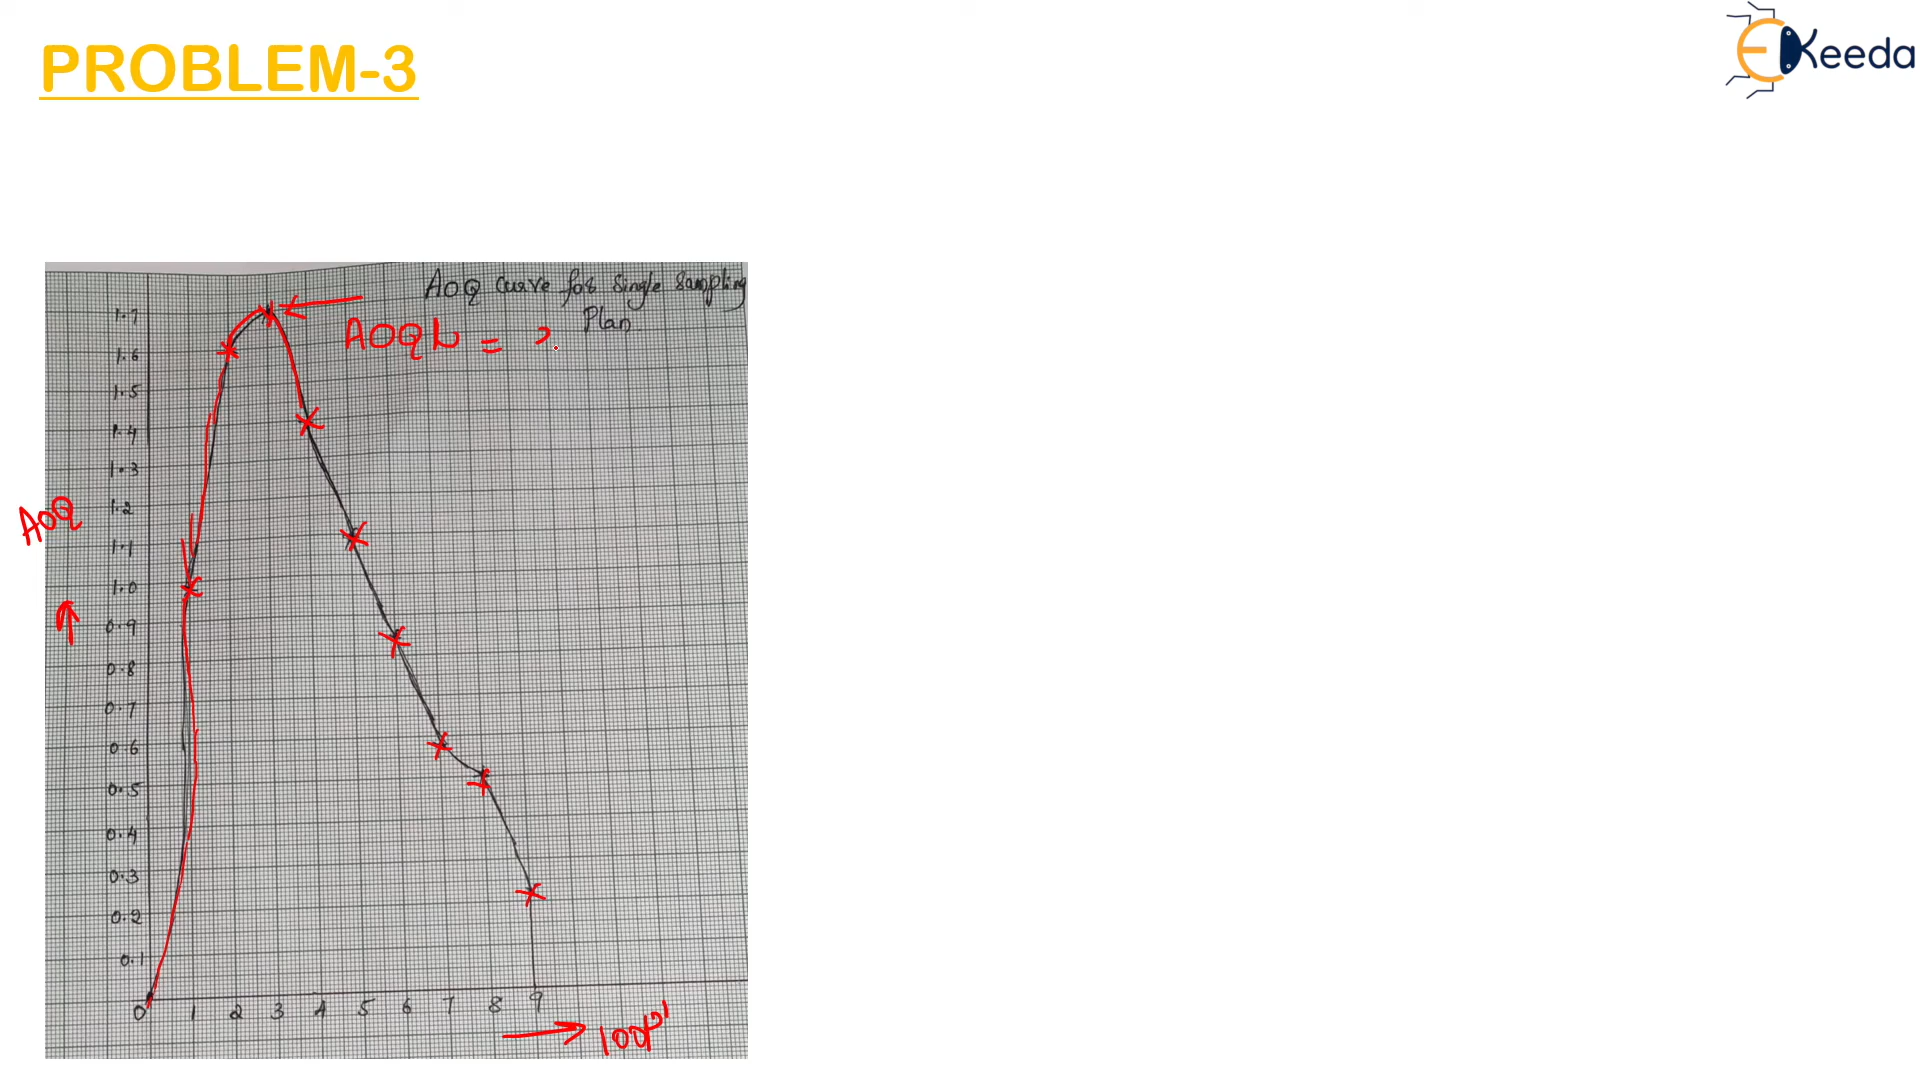 PROBLEM-3
Keeda
AOQ Curve for Single Sampling
Plan
AOQL = ?
AOQ
1.7
1.6
1.5
1.4
1.3
1.2
1.1
1.0
0.9
0.8
0.7
0.6
0.5
0.4
0.3
0.2
0.1
0 1 2 3 4 5 6 7 8 9
100p'